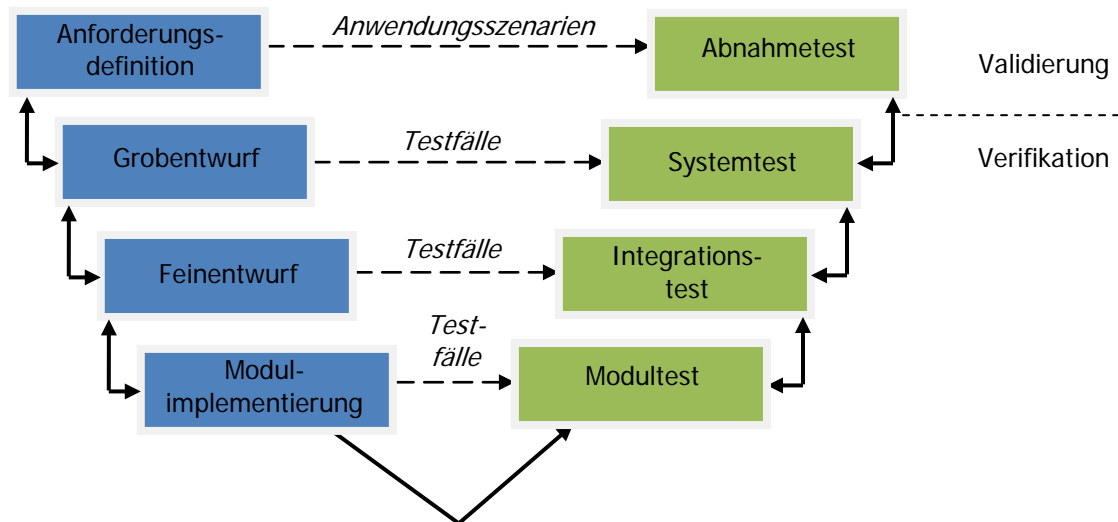 Anforderungs-
definition
Anwendungsszenarien
Abnahmetest
Validierung
Grobentwurf
Testfälle
Systemtest
Verifikation
Feinentwurf
Testfälle
Integrations-
test
Modul-
implementierung
Test-
fälle
Modultest